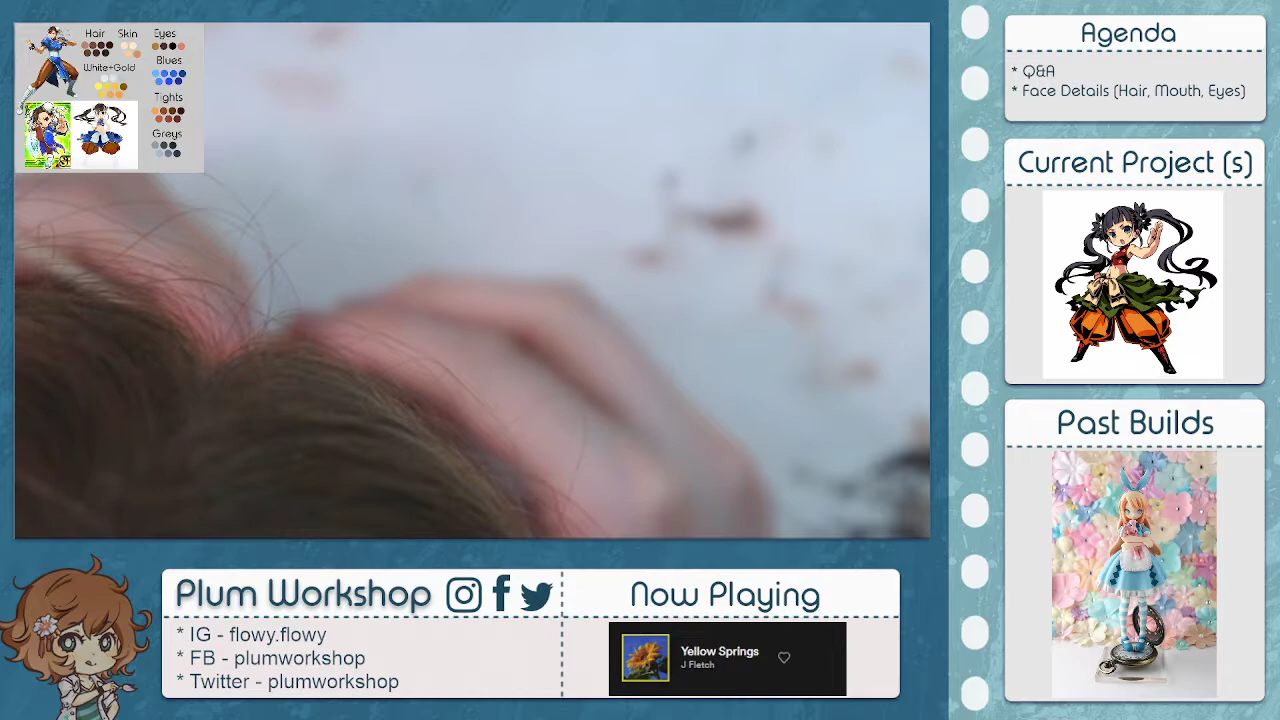 Hair
Skin
Eyes
White+Gold
Blues
Tights
Greys
Agenda
* Q&A
* Face Details (Hair, Mouth, Eyes)
Current Project (s)
Past Builds
Plum Workshop
* IG - flowy.flowy
* FB - plumworkshop
* Twitter - plumworkshop
Now Playing
Yellow Springs
J Fletch